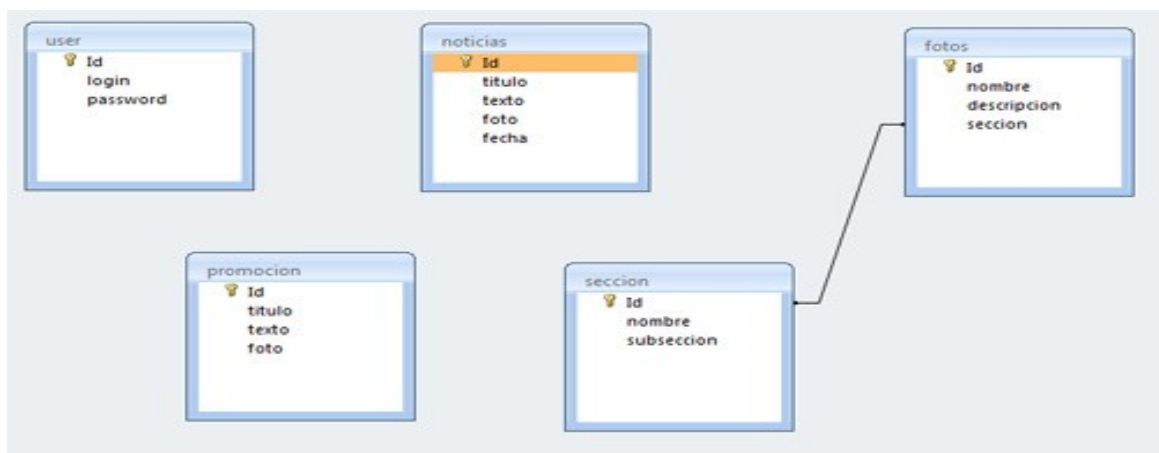 user
Id
login
password
noticias
Id
titulo
texto
foto
fecha
fotos
Id
nombre
descripcion
seccion
promocion
Id
titulo
texto
foto
seccion
Id
nombre
subseccion